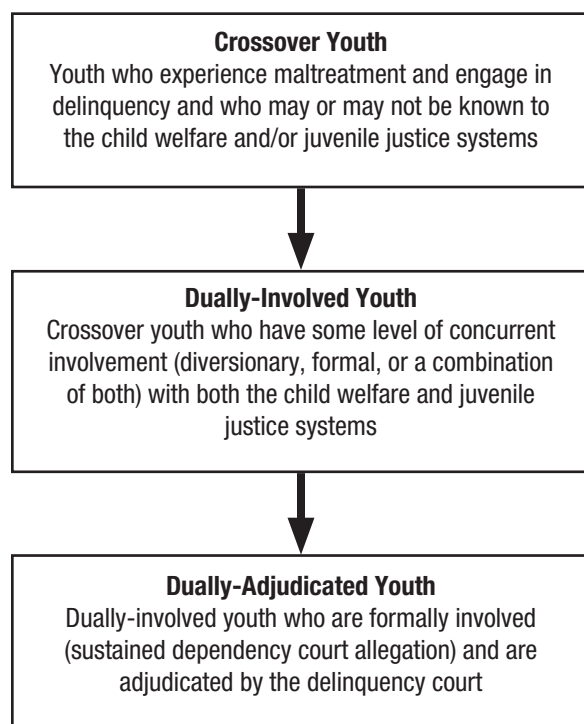 Crossover Youth
Youth who experience maltreatment and engage in
delinquency and who may or may not be known to
the child welfare and/or juvenile justice systems
Dually-Involved Youth
Crossover youth who have some level of concurrent
involvement (diversionary, formal, or a combination
of both) with both the child welfare and juvenile
justice systems
Dually-Adjudicated Youth
Dually-involved youth who are formally involved
(sustained dependency court allegation) and are
adjudicated by the delinquency court